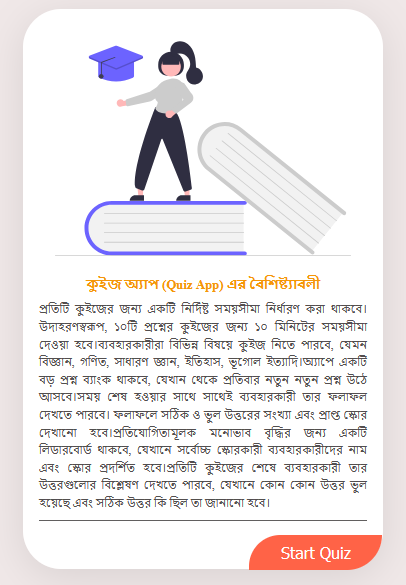 কুইজ অ্যাপ (Quiz App) এর বৈশিষ্ট্যাবলী
প্রতিটি কুইজের জন্য একটি নির্দিষ্ট সময়সীমা নির্ধারণ করা থাকবে।
উদাহরণস্বরূপ, ১০টি প্রশ্নের কুইজের জন্য ১০ মিনিটের সময়সীমা
দেওয়া হবে।ব্যবহারকারীরা বিভিন্ন বিষয়ে কুইজ নিতে পারবে, যেমন
বিজ্ঞান, গণিত, সাধারণ জ্ঞান, ইতিহাস, ভূগোল ইত্যাদি।অ্যাপে একটি
বড় প্রশ্ন ব্যাংক থাকবে, যেখান থেকে প্রতিবার নতুন নতুন প্রশ্ন উঠে
আসবে।সময় শেষ হওয়ার সাথে সাথেই ব্যবহারকারী তার ফলাফল
দেখতে পারবে। ফলাফলে সঠিক ও ভুল উত্তরের সংখ্যা এবং প্রাপ্ত স্কোর
দেখানো হবে।প্রতিযোগিতামূলক মনোভাব বৃদ্ধির জন্য একটি
লিডারবোর্ড থাকবে, যেখানে সর্বোচ্চ স্কোরকারী ব্যবহারকারীদের নাম
এবং স্কোর প্রদর্শিত হবে।প্রতিটি কুইজের শেষে ব্যবহারকারী তার
উত্তরগুলোর বিশ্লেষণ দেখতে পারবে, যেখানে কোন কোন উত্তর ভুল
হয়েছে এবং সঠিক উত্তর কি ছিল তা জানানো হবে।
Start Quiz